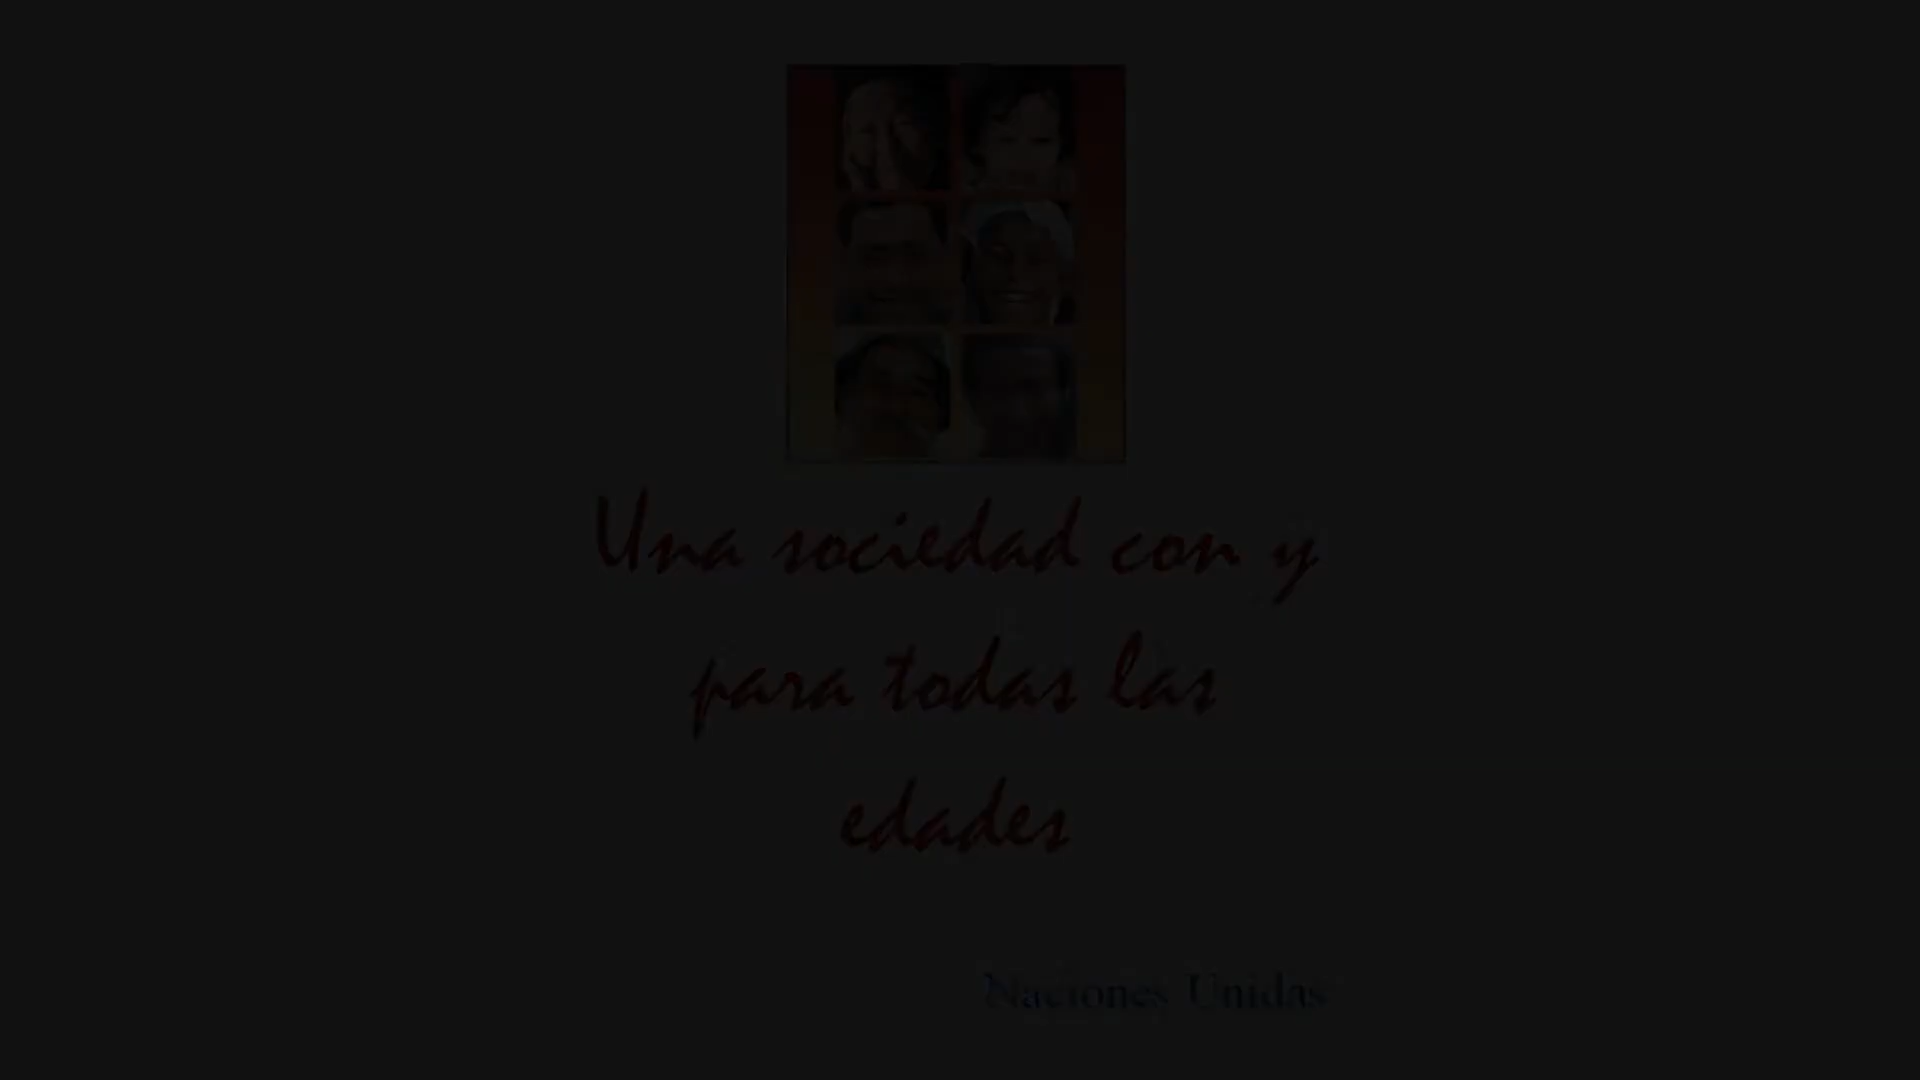 Una sociedad con y
para todas las
edades
Naciones Unidas